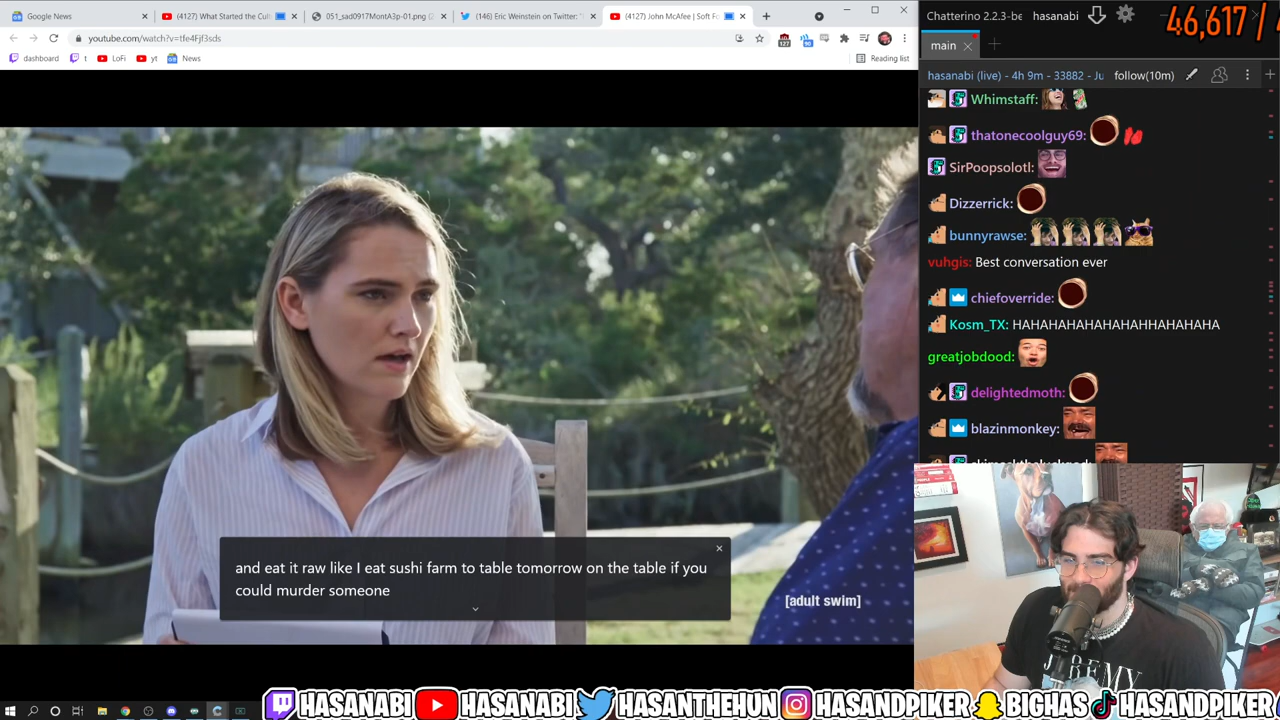 Google News
(4127) What Started the Cult
051_sad0917MontA3p-01.png (
(146) Eric Weinstein on Twitter: "
(4127) John McAfee | Soft Fo
youtube.com/watch?v=tfe4Fjf3sds
dashboard
t
LoFi
yt
News
Reading list
Chatterino 2.2.3-be
hasanabi
46,617 /
main
hasanabi (live) - 4h 9m - 33882 - Ju
follow(10m)
Whimstaff:
thatonecoolguy69:
SirPoopsolotl:
Dizzerrick:
bunnyrawse:
vuhgis: Best conversation ever
chiefoverride:
Kosm_TX: HAHAHAHAHAHAHAHHAHAHAHA
greatjobdood:
delightedmoth:
blazinmonkey:
and eat it raw like I eat sushi farm to table tomorrow on the table if you
could murder someone
[adult swim]
HASANABI
HASANABI
HASANTHEHUN
HASANDPIKER
BIGHAS
HASANDPIKER